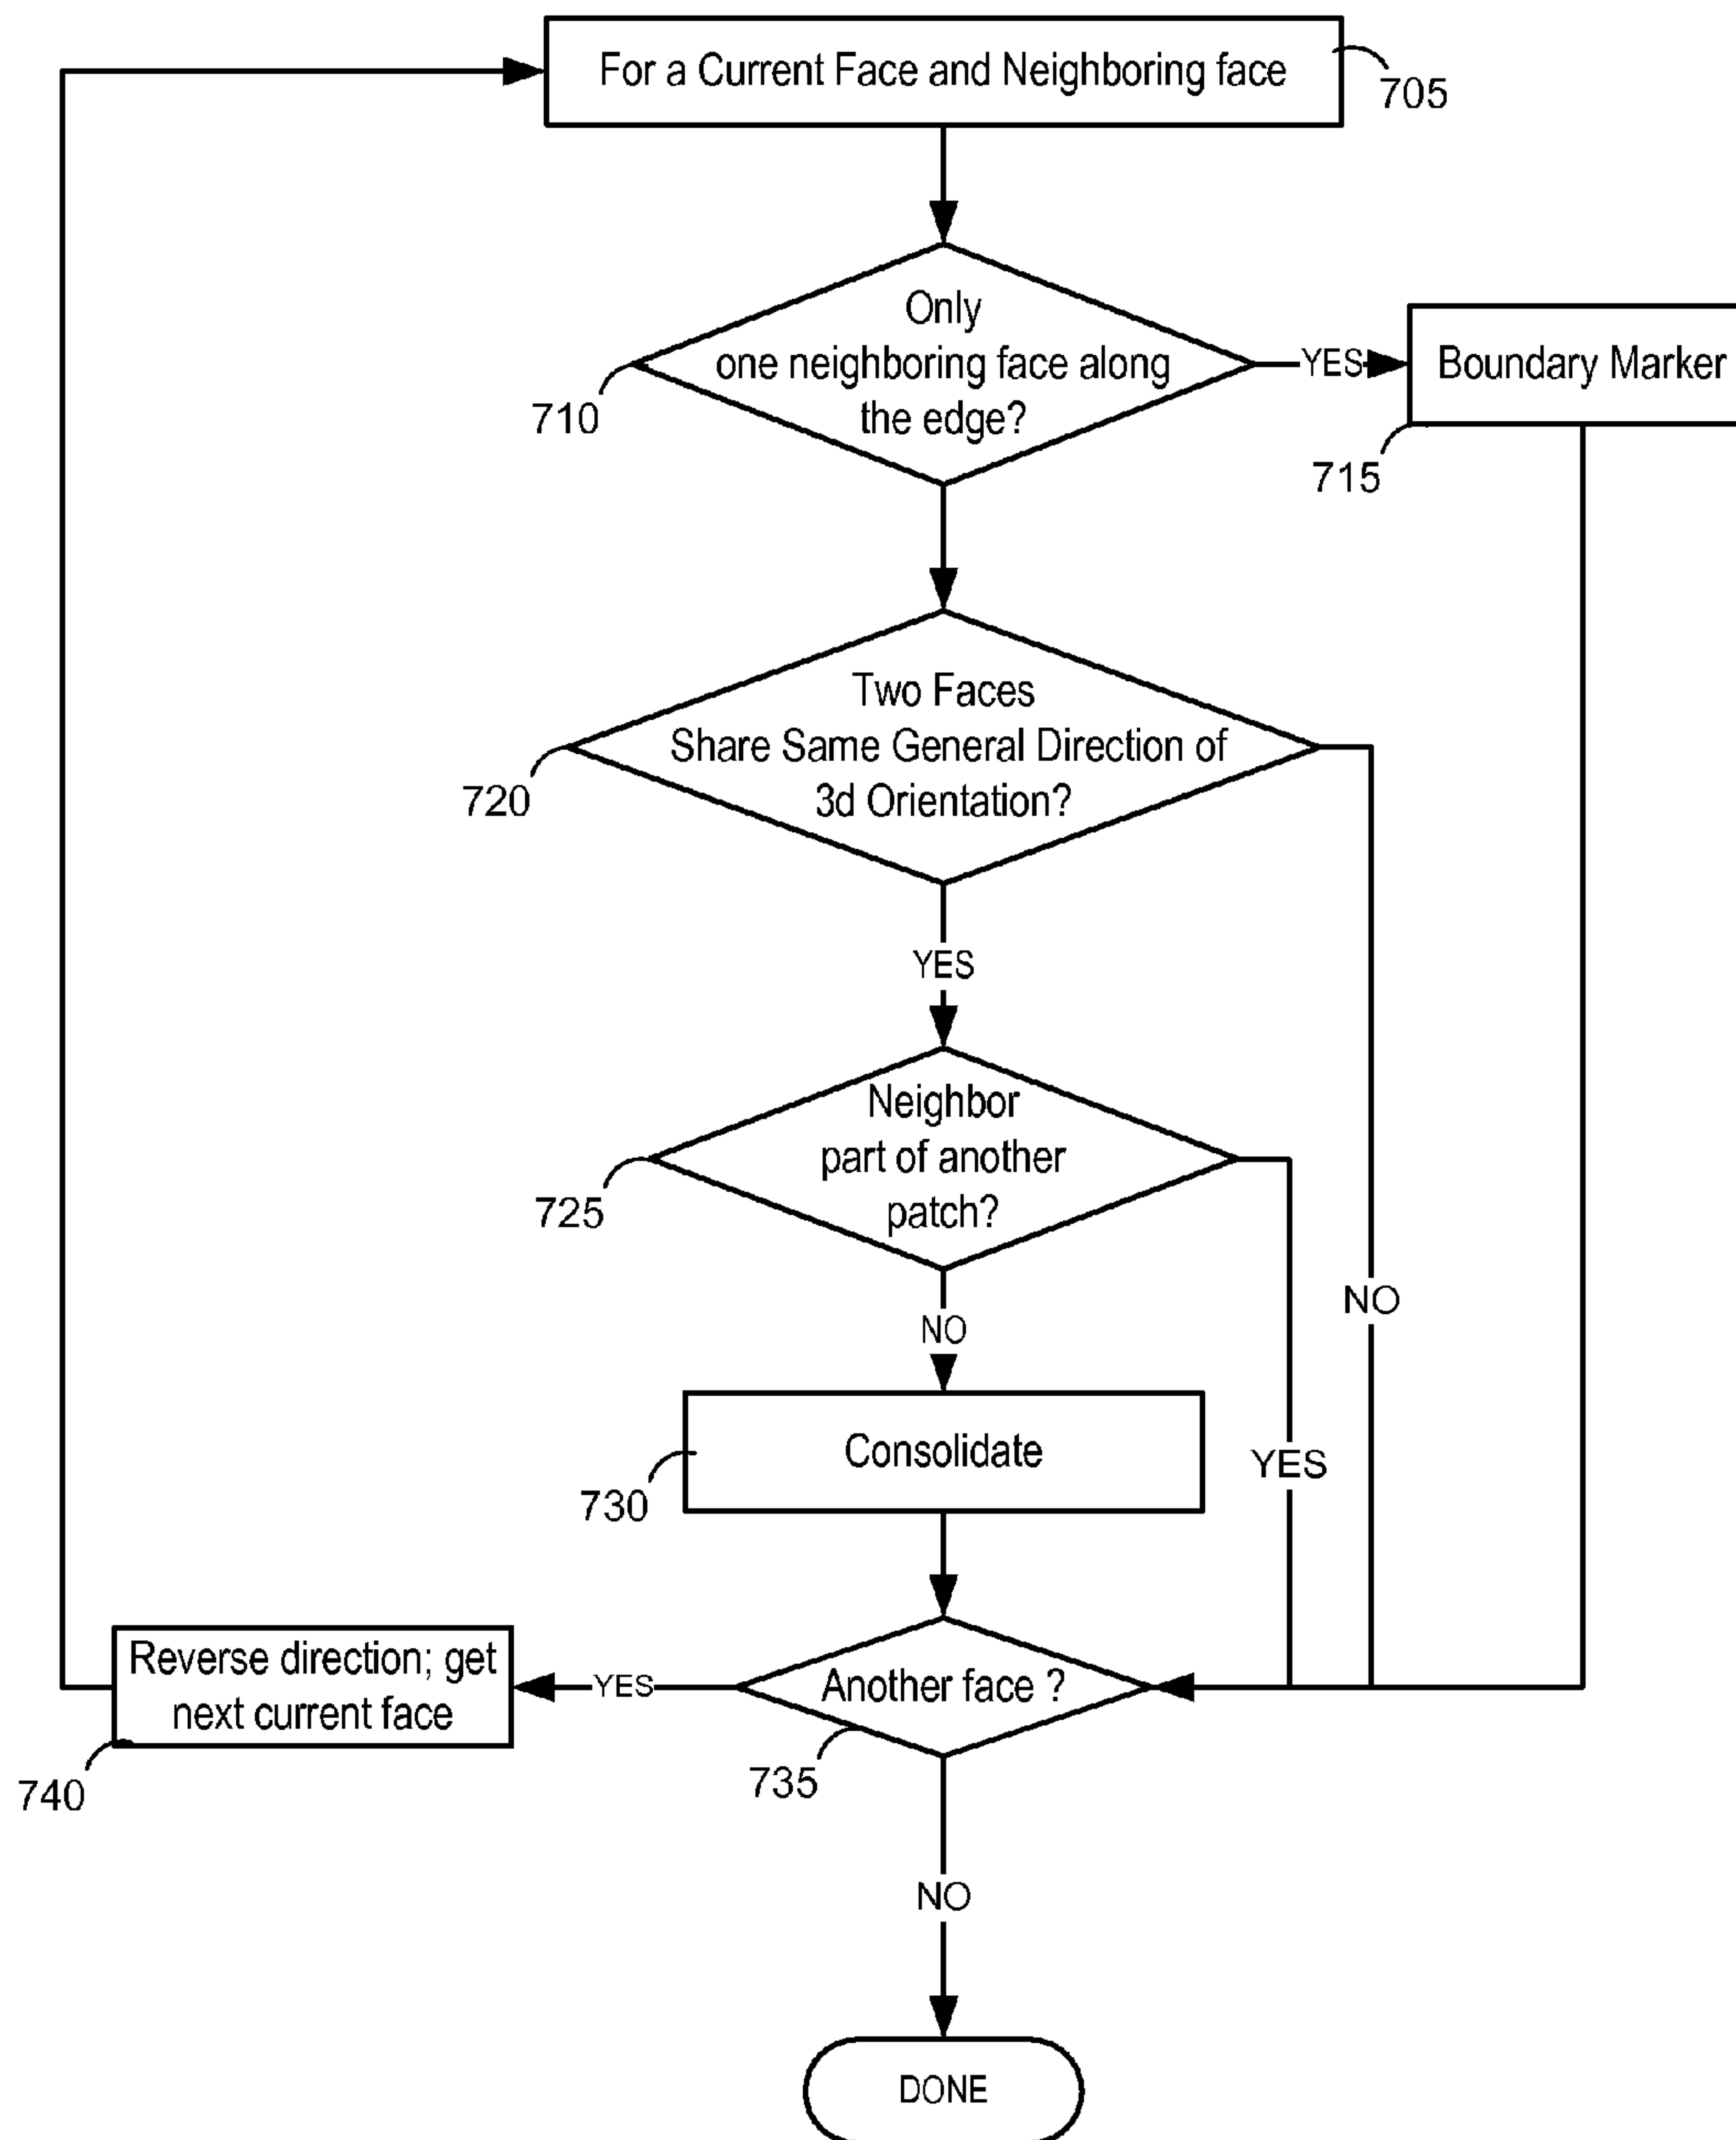 For a Current Face and Neighboring face
705
Only
one neighboring face along
the edge?
710
YES
Boundary Marker
715
Two Faces
Share Same General Direction of
3d Orientation?
720
YES
NO
Neighbor
part of another
patch?
725
NO
YES
Consolidate
730
Another face ?
735
YES
Reverse direction; get
next current face
740
NO
DONE